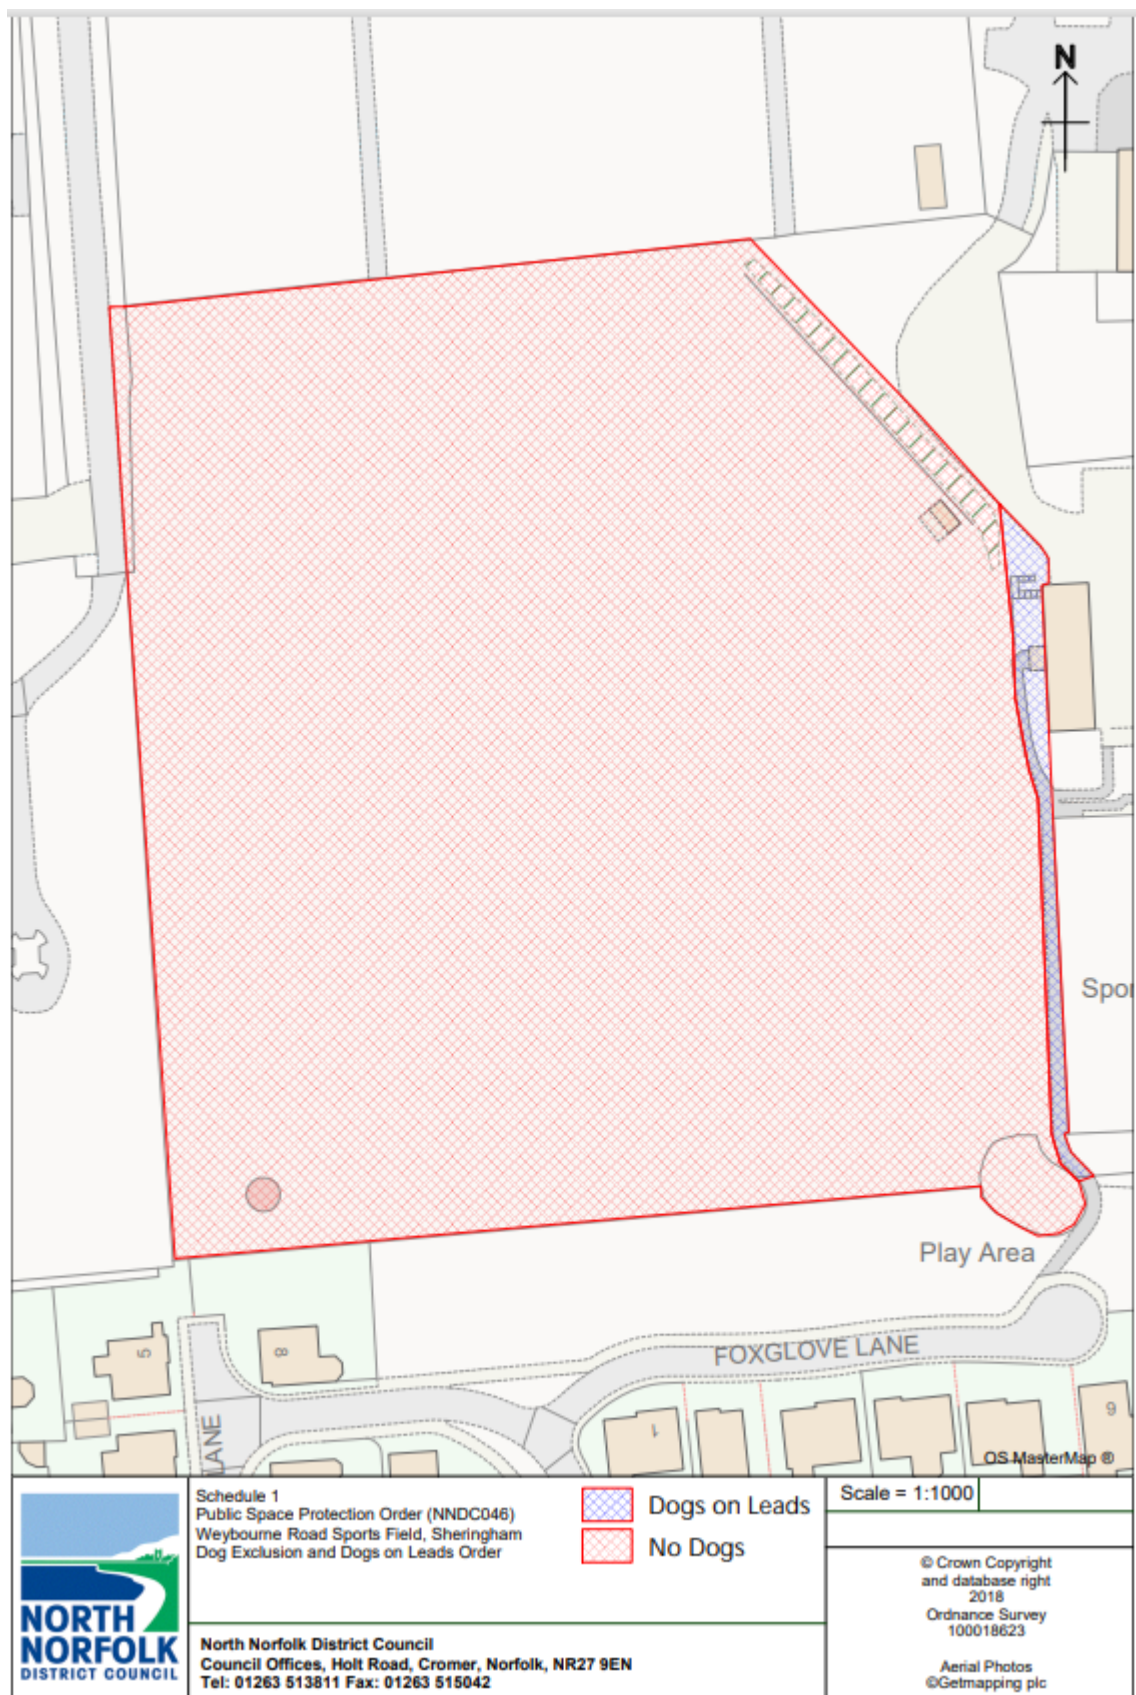 N
Spor
Play Area
FOXGLOVE LANE
5
8
LANE
1
9
OS MasterMap ®
NORTH
NORFOLK
DISTRICT COUNCIL
Schedule 1
Public Space Protection Order (NNDC046)
Weybourne Road Sports Field, Sheringham
Dog Exclusion and Dogs on Leads Order
Dogs on Leads
No Dogs
North Norfolk District Council
Council Offices, Holt Road, Cromer, Norfolk, NR27 9EN
Tel: 01263 513811 Fax: 01263 515042
Scale = 1:1000
© Crown Copyright
and database right
2018
Ordnance Survey
100018623
Aerial Photos
©Getmapping plc